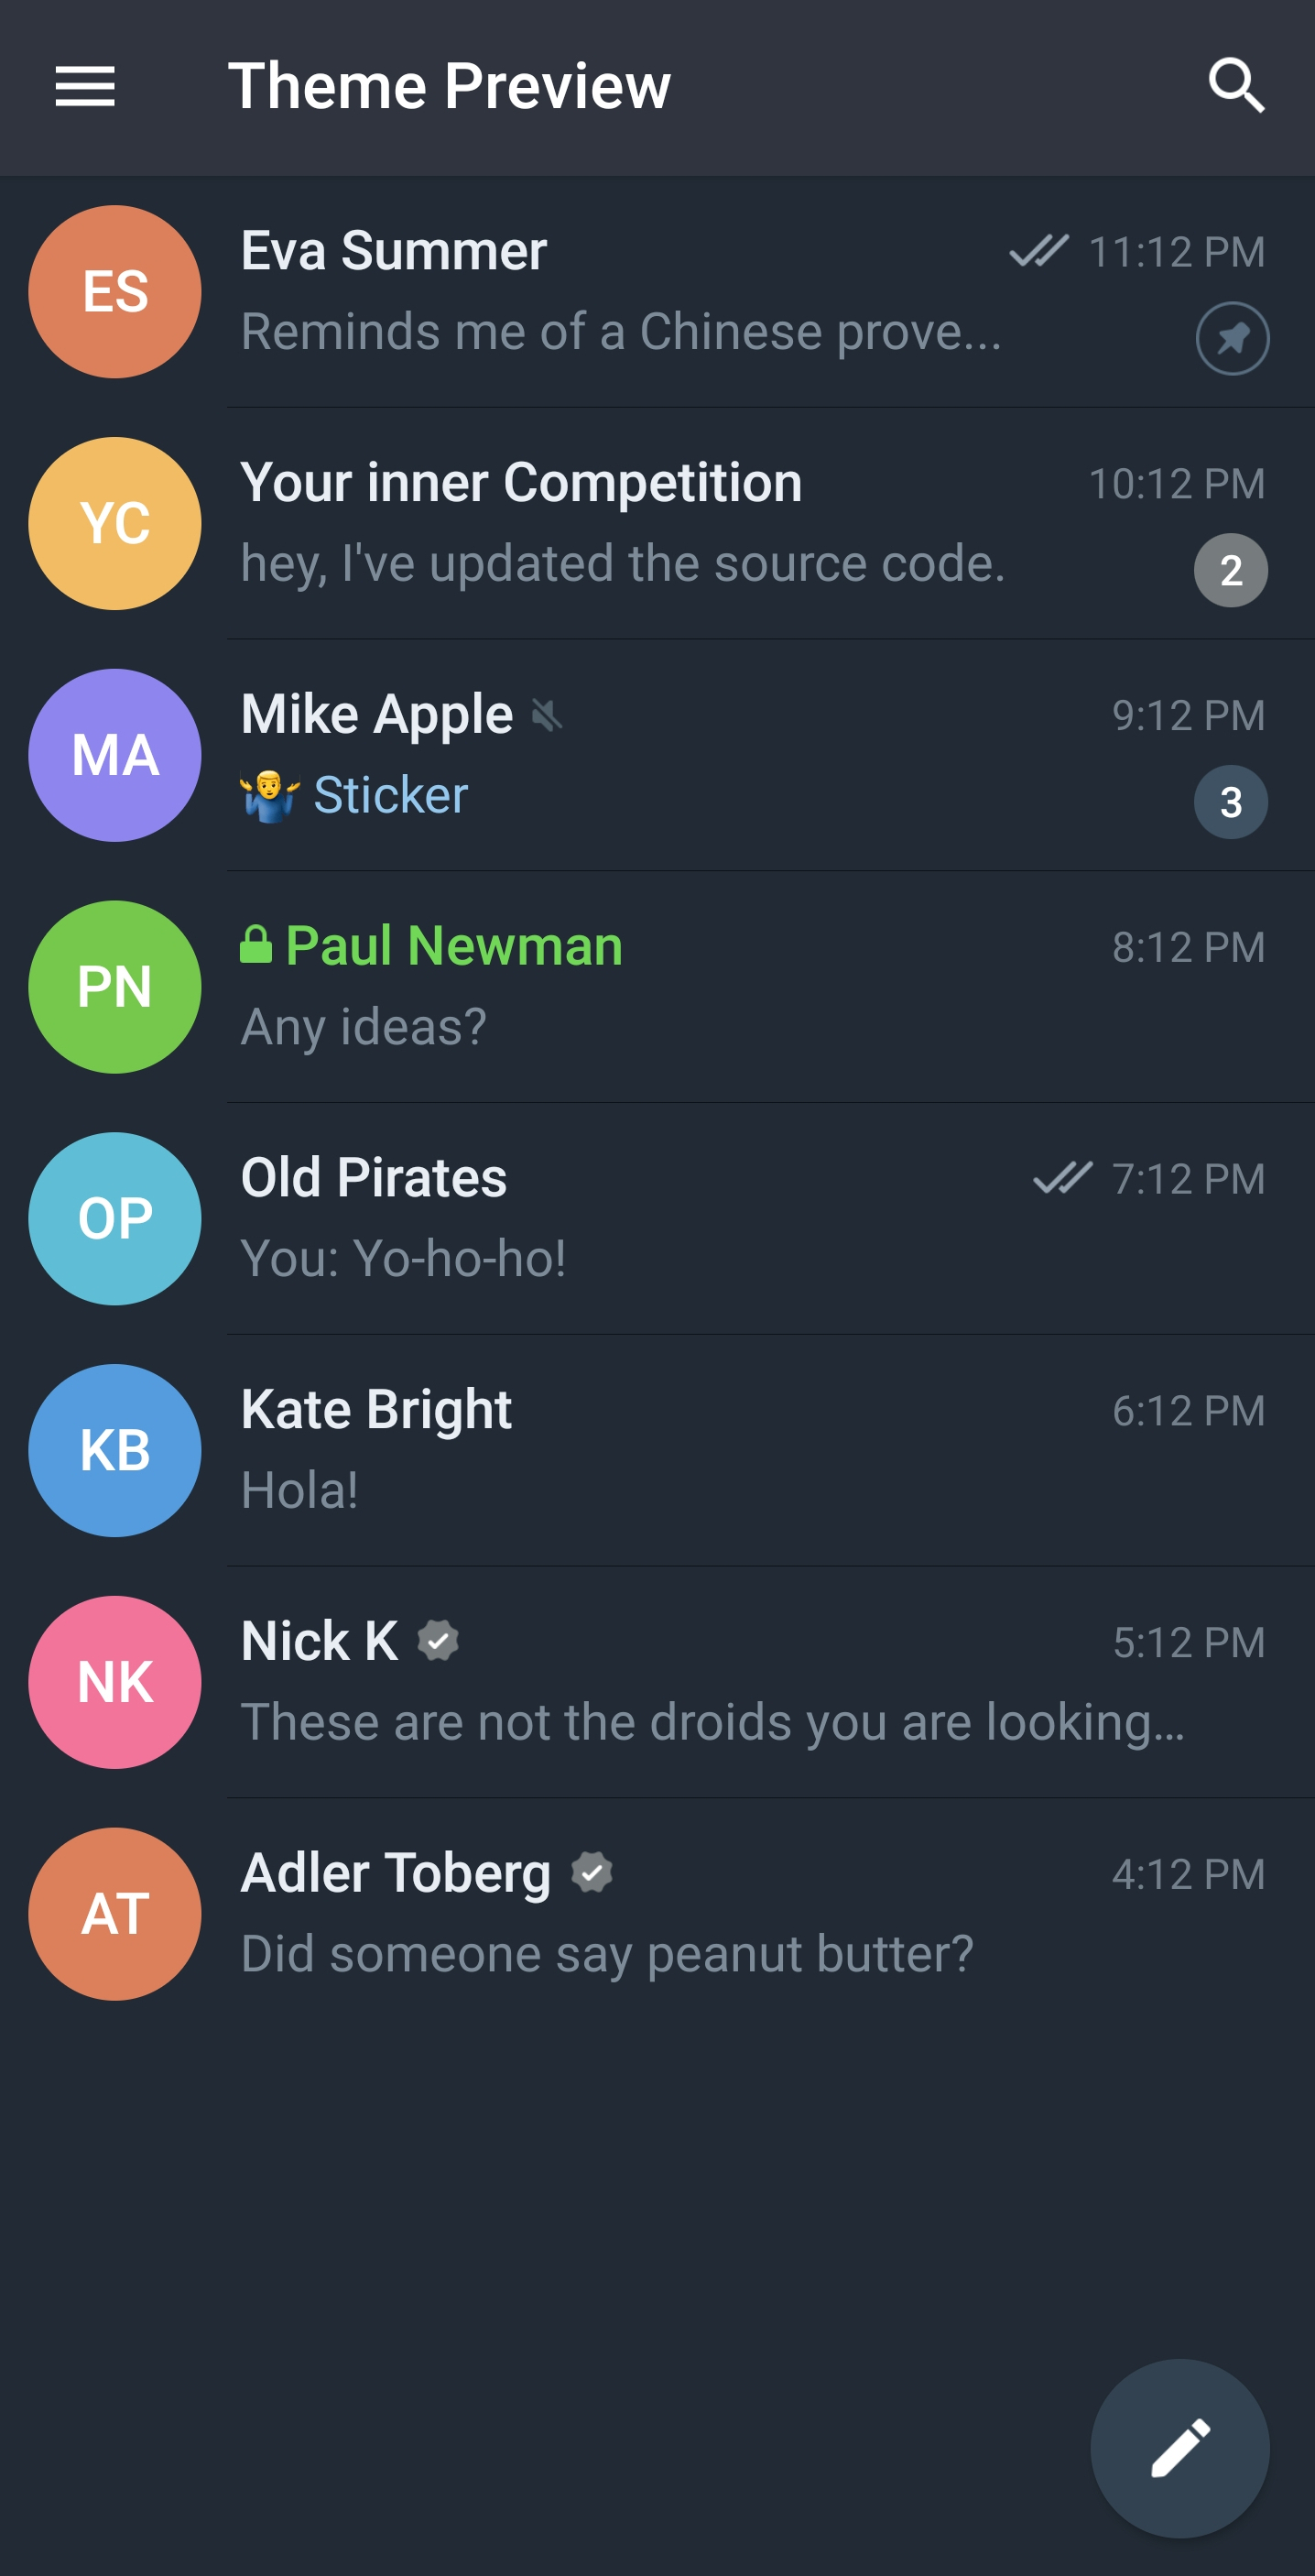 Theme Preview
ES
Eva Summer
11:12 PM
Reminds me of a Chinese prove...
YC
Your inner Competition
10:12 PM
hey, I've updated the source code.
2
MA
Mike Apple
9:12 PM
🤷‍♂️ Sticker
3
PN
Paul Newman
8:12 PM
Any ideas?
OP
Old Pirates
7:12 PM
You: Yo-ho-ho!
KB
Kate Bright
6:12 PM
Hola!
NK
Nick K
5:12 PM
These are not the droids you are looking...
AT
Adler Toberg
4:12 PM
Did someone say peanut butter?